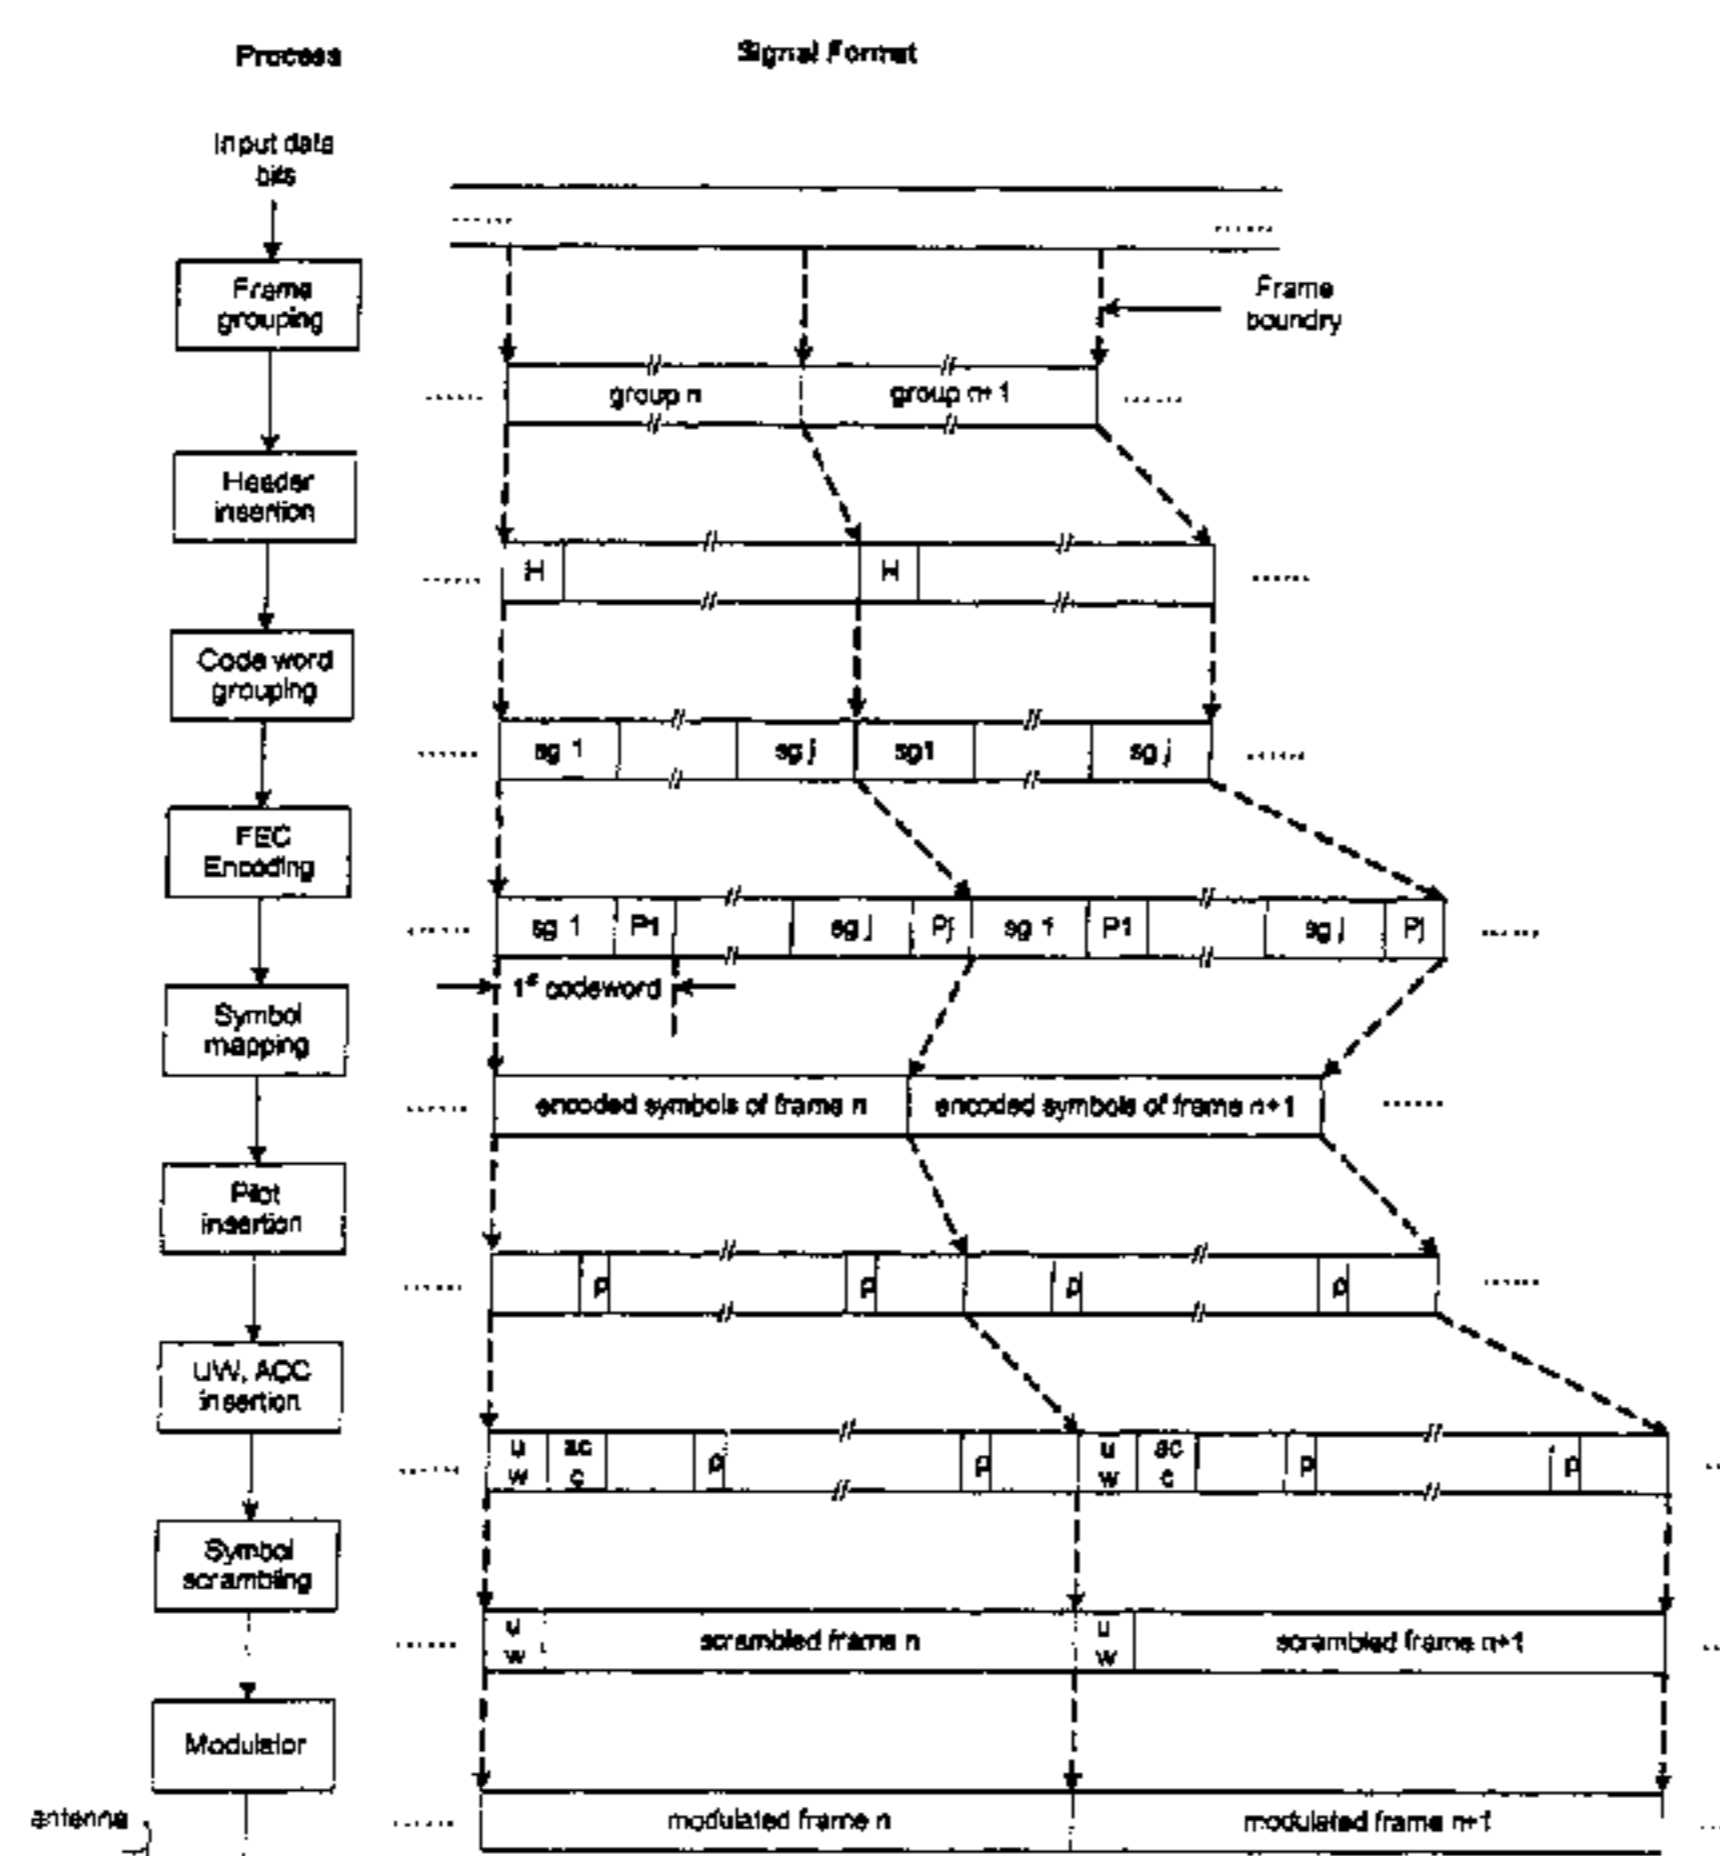 Process
Signal Format
Input data
bits
Frame
grouping
Frame
boundry
group n
group n+1
Header
insertion
H
H
Code word
grouping
sg 1
sg j
sg1
sg j
FEC
Encoding
sg 1
P1
sg j
Pj
sg 1
P1
sg j
Pj
1st codeword
Symbol
mapping
encoded symbols of frame n
encoded symbols of frame n+1
Pilot
insertion
p
p
p
p
UW, ACC
insertion
u
w
ac
c
p
p
u
w
ac
c
p
p
Symbol
scrambling
u
w
scrambled frame n
u
w
scrambled frame n+1
Modulator
antenna
modulated frame n
modulated frame n+1